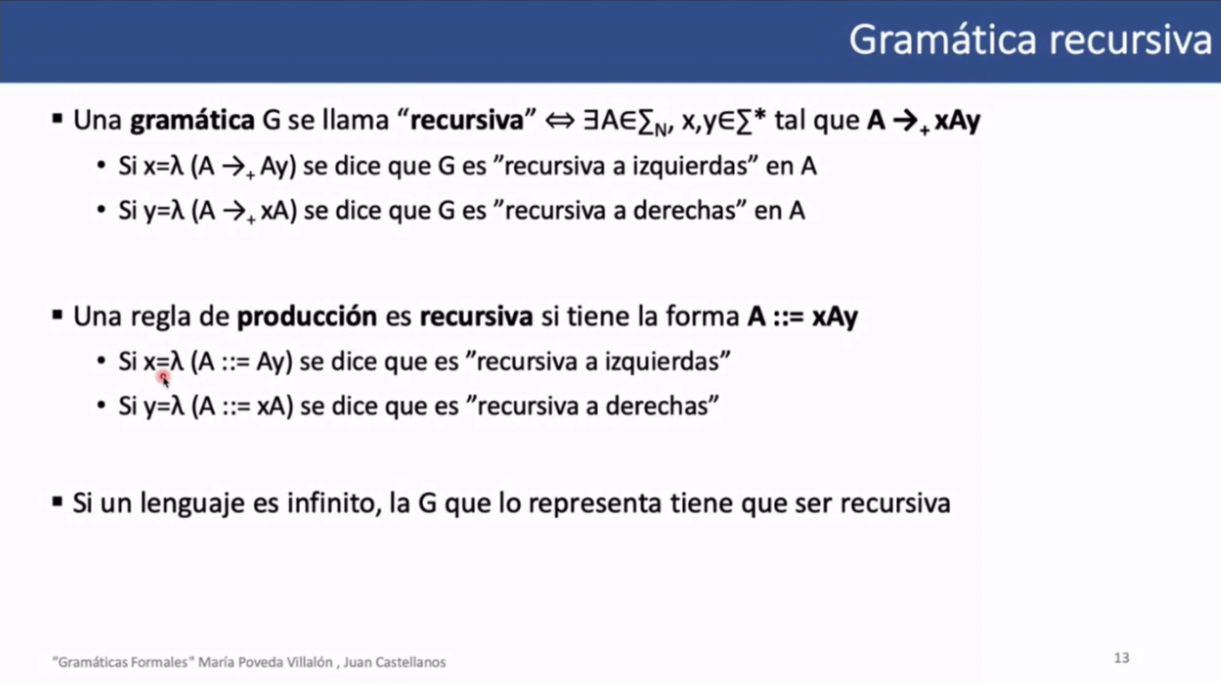 Gramática recursiva
▪ Una gramática G se llama “recursiva” ⇔ ∃A∈∑N, x,y∈∑* tal que A →+ xAy
• Si x=λ (A →+ Ay) se dice que G es ”recursiva a izquierdas” en A
• Si y=λ (A →+ xA) se dice que G es ”recursiva a derechas” en A
▪ Una regla de producción es recursiva si tiene la forma A ::= xAy
• Si x=λ (A ::= Ay) se dice que es ”recursiva a izquierdas”
• Si y=λ (A ::= xA) se dice que es ”recursiva a derechas”
▪ Si un lenguaje es infinito, la G que lo representa tiene que ser recursiva
"Gramáticas Formales" María Poveda Villalón , Juan Castellanos
13